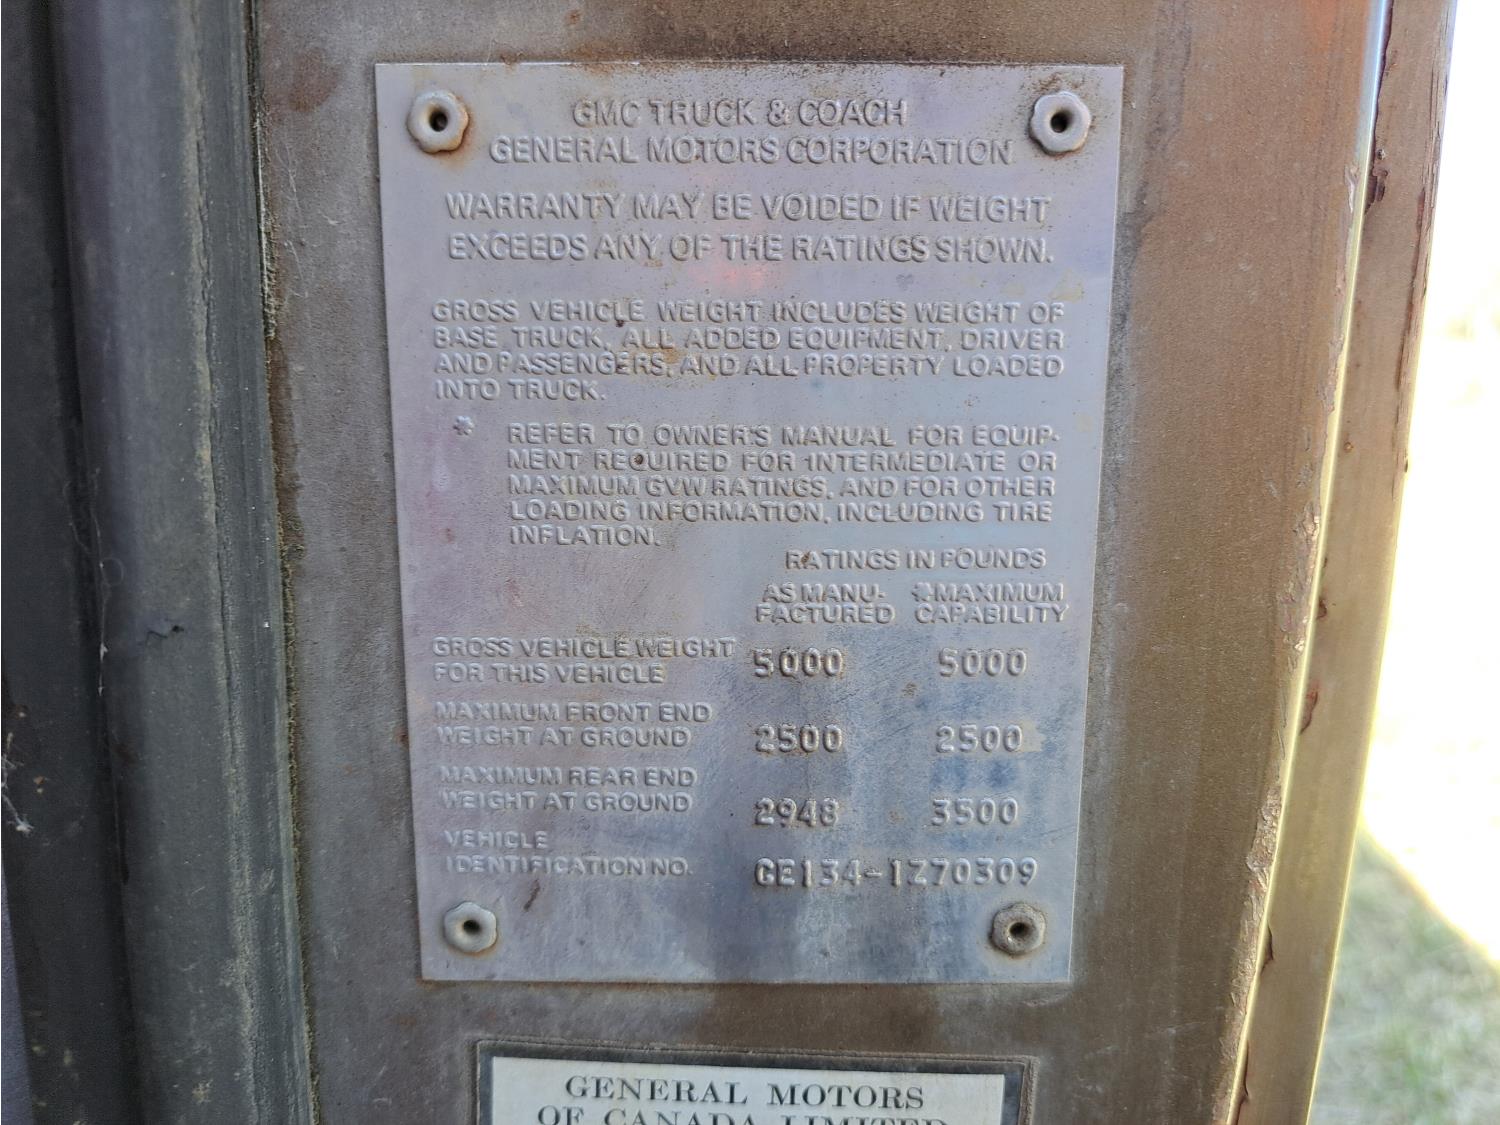 GMC TRUCK & COACH
GENERAL MOTORS CORPORATION
WARRANTY MAY BE VOIDED IF WEIGHT
EXCEEDS ANY OF THE RATINGS SHOWN.
GROSS VEHICLE WEIGHT INCLUDES WEIGHT OF
BASE TRUCK, ALL ADDED EQUIPMENT, DRIVER
AND PASSENGERS, AND ALL PROPERTY LOADED
INTO TRUCK.
* REFER TO OWNER'S MANUAL FOR EQUIP-
MENT REQUIRED FOR INTERMEDIATE OR
MAXIMUM GVW RATINGS, AND FOR OTHER
LOADING INFORMATION, INCLUDING TIRE
INFLATION.
RATINGS IN POUNDS
AS MANU- *MAXIMUM
FACTURED CAPABILITY
GROSS VEHICLE WEIGHT
FOR THIS VEHICLE 5000 5000
MAXIMUM FRONT END
WEIGHT AT GROUND 2500 2500
MAXIMUM REAR END
WEIGHT AT GROUND 2948 3500
VEHICLE
IDENTIFICATION NO. CE134-1Z70309
GENERAL MOTORS
OF CANADA LIMITED